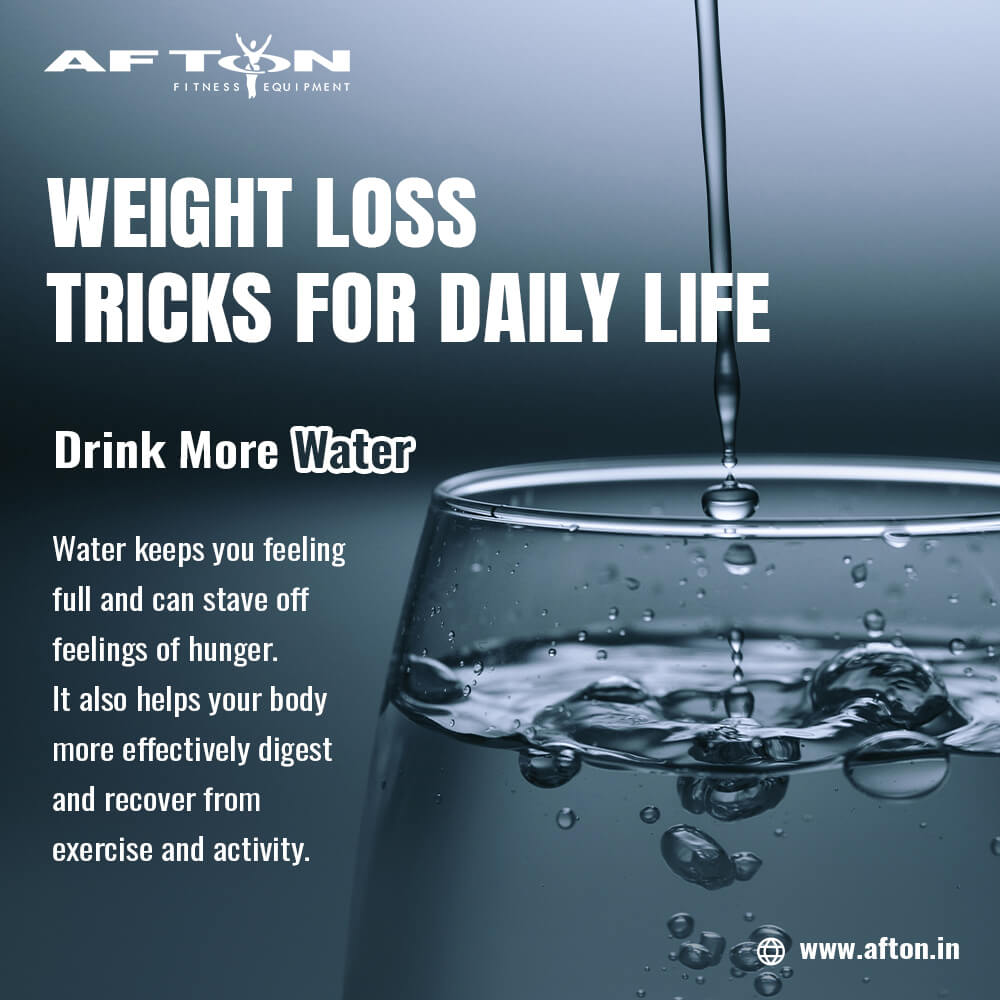 AFTON
FITNESS EQUIPMENT
WEIGHT LOSS
TRICKS FOR DAILY LIFE
Drink More Water
Water keeps you feeling
full and can stave off
feelings of hunger.
It also helps your body
more effectively digest
and recover from
exercise and activity.
www.afton.in